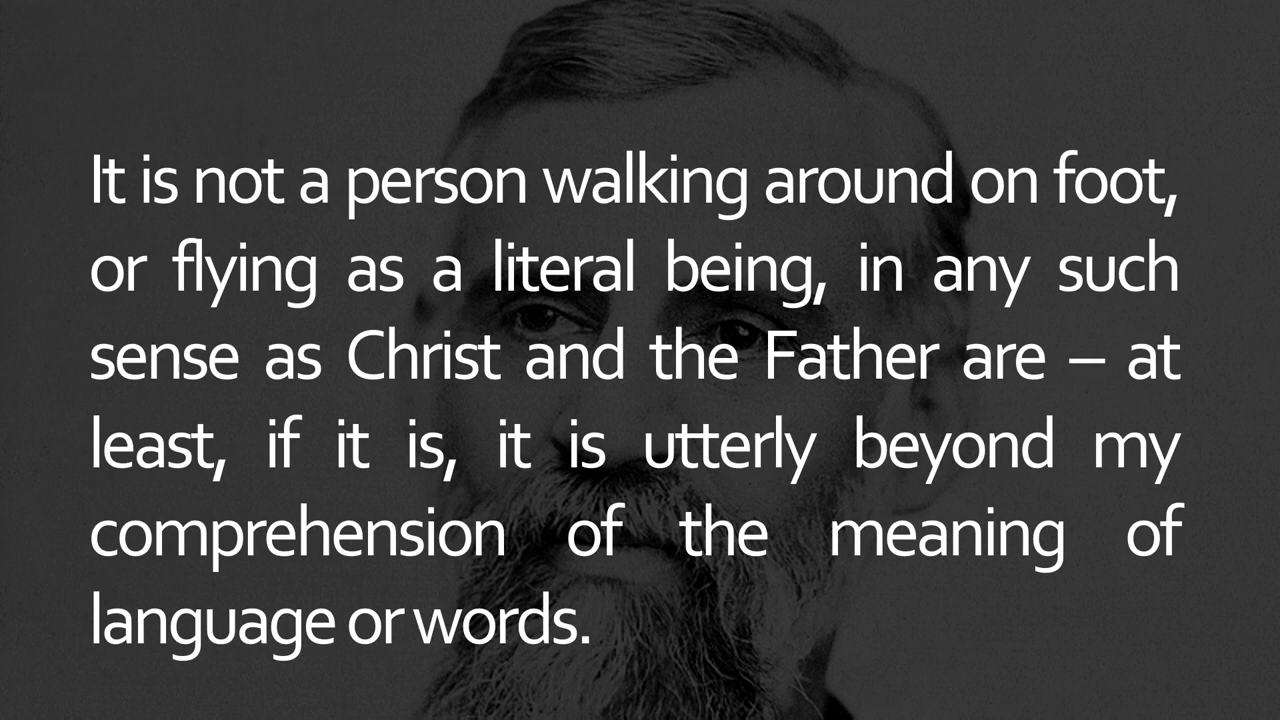 It is not a person walking around on foot,
or flying as a literal being, in any such
sense as Christ and the Father are – at
least, if it is, it is utterly beyond my
comprehension of the meaning of
language or words.